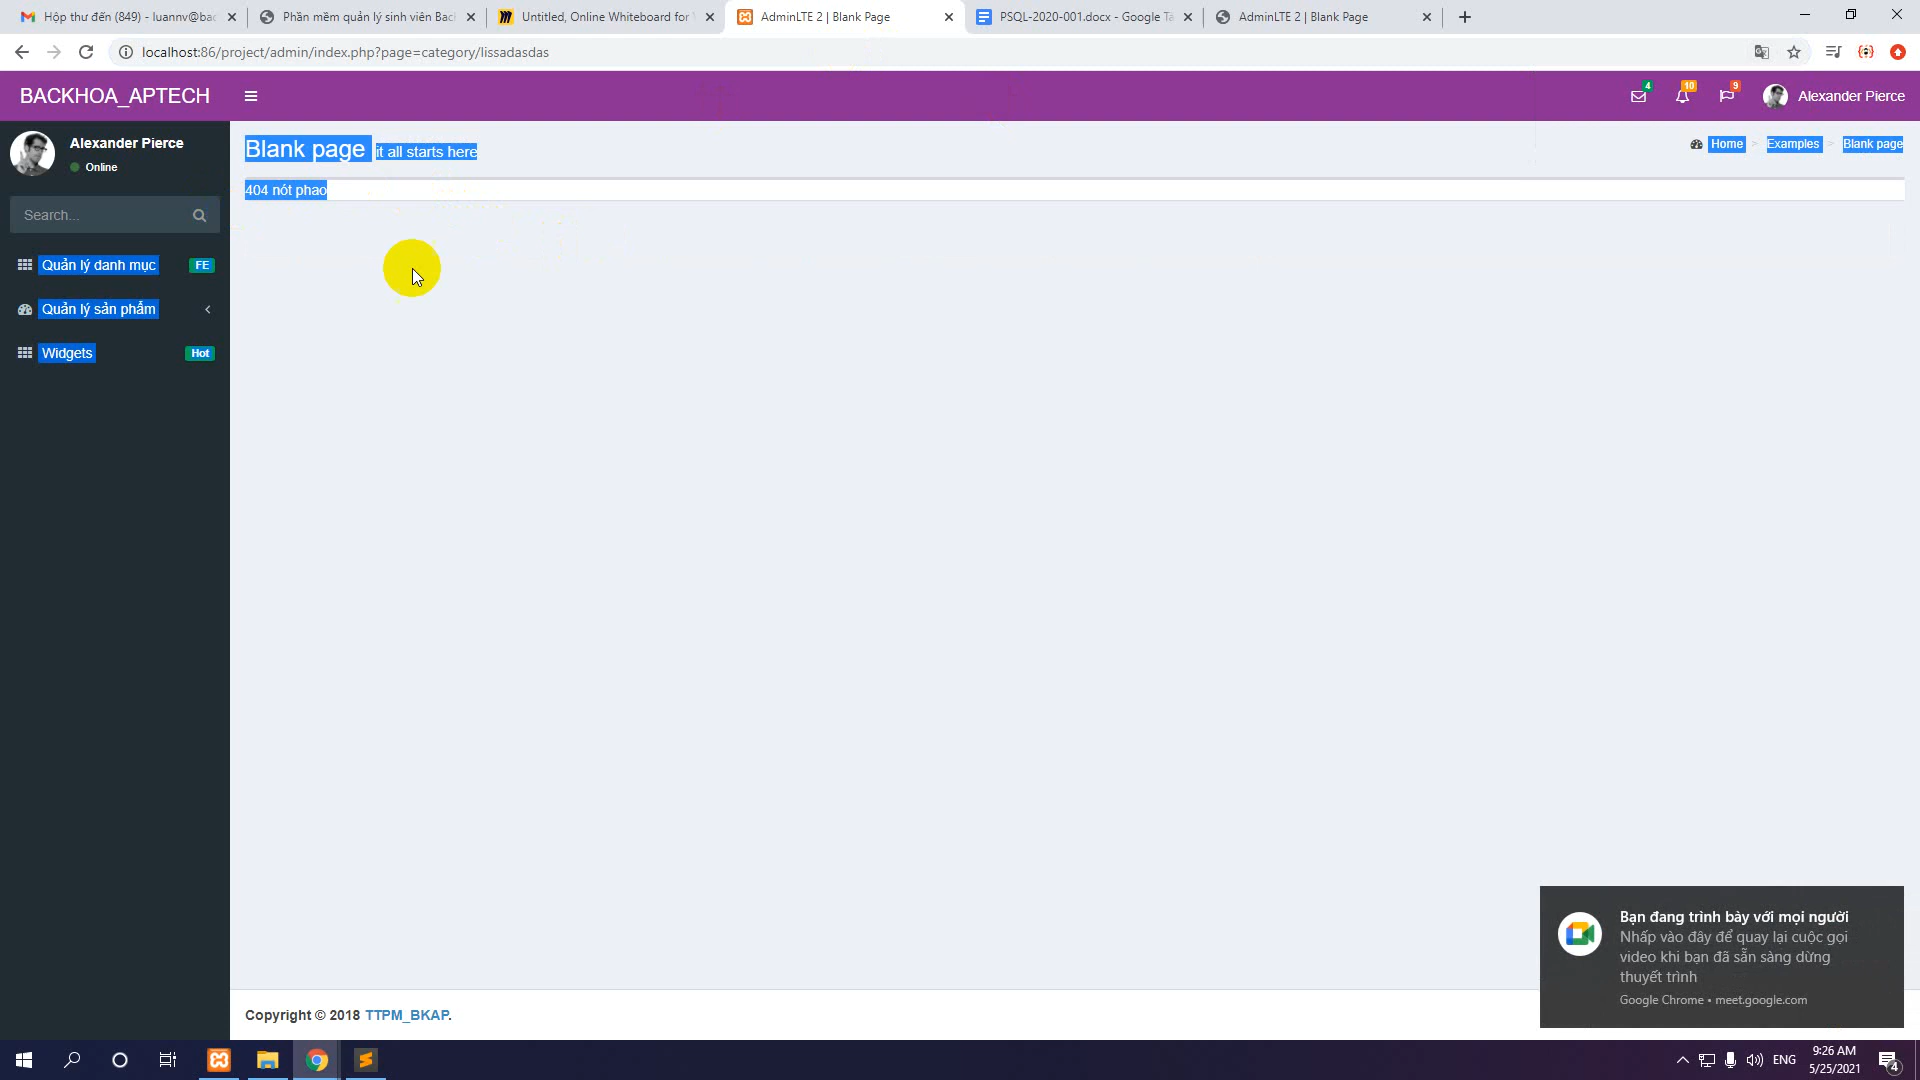 Hộp thư đến (849) - luannv@bac
Phần mềm quản lý sinh viên Bac
Untitled, Online Whiteboard for V
AdminLTE 2 | Blank Page
PSQL-2020-001.docx - Google Tà
AdminLTE 2 | Blank Page
localhost:86/project/admin/index.php?page=category/lissadasdas
BACKHOA_APTECH
4
10
9
Alexander Pierce
Alexander Pierce
Online
Search...
Quản lý danh mục
FE
Quản lý sản phẩm
Widgets
Hot
Blank page it all starts here
Home > Examples > Blank page
404 nót phao
Bạn đang trình bày với mọi người
Nhấp vào đây để quay lại cuộc gọi
video khi bạn đã sẵn sàng dừng
thuyết trình
Google Chrome • meet.google.com
Copyright © 2018 TTPM_BKAP.
ENG
9:26 AM
5/25/2021
4